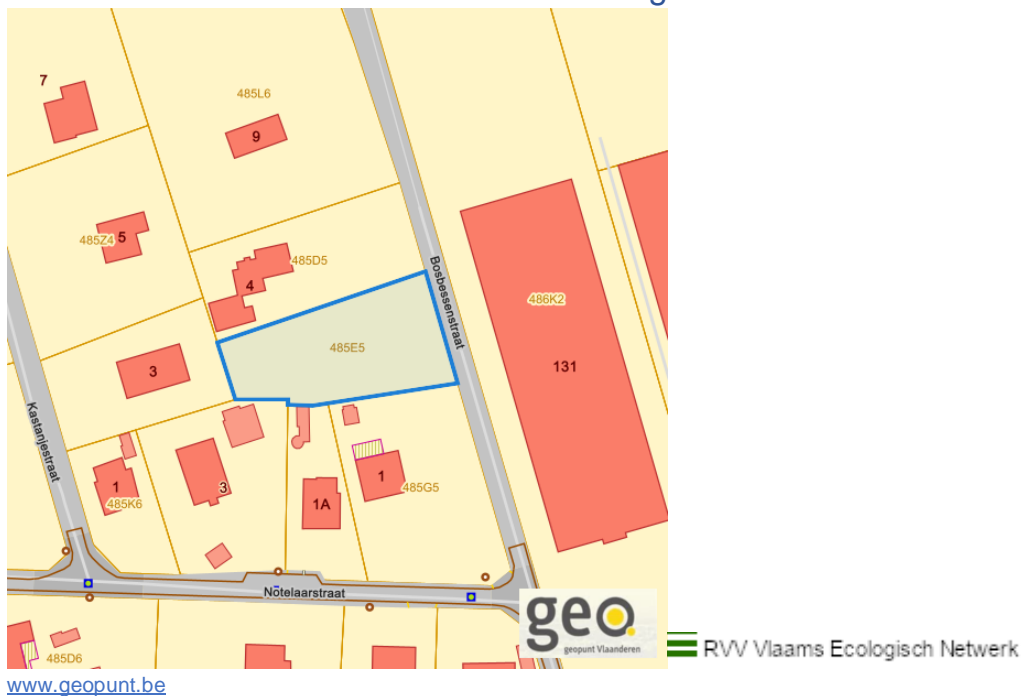 7
485L6
9
485Z4 5
485D5
4
Bosbessenstraat
486K2
485E5
131
3
Kastanjestraat
1
485K6
3
1A
1
485G5
Notelaarstraat
geo.
geopunt Vlaanderen
RVV Vlaams Ecologisch Netwerk
485D6
www.geopunt.be